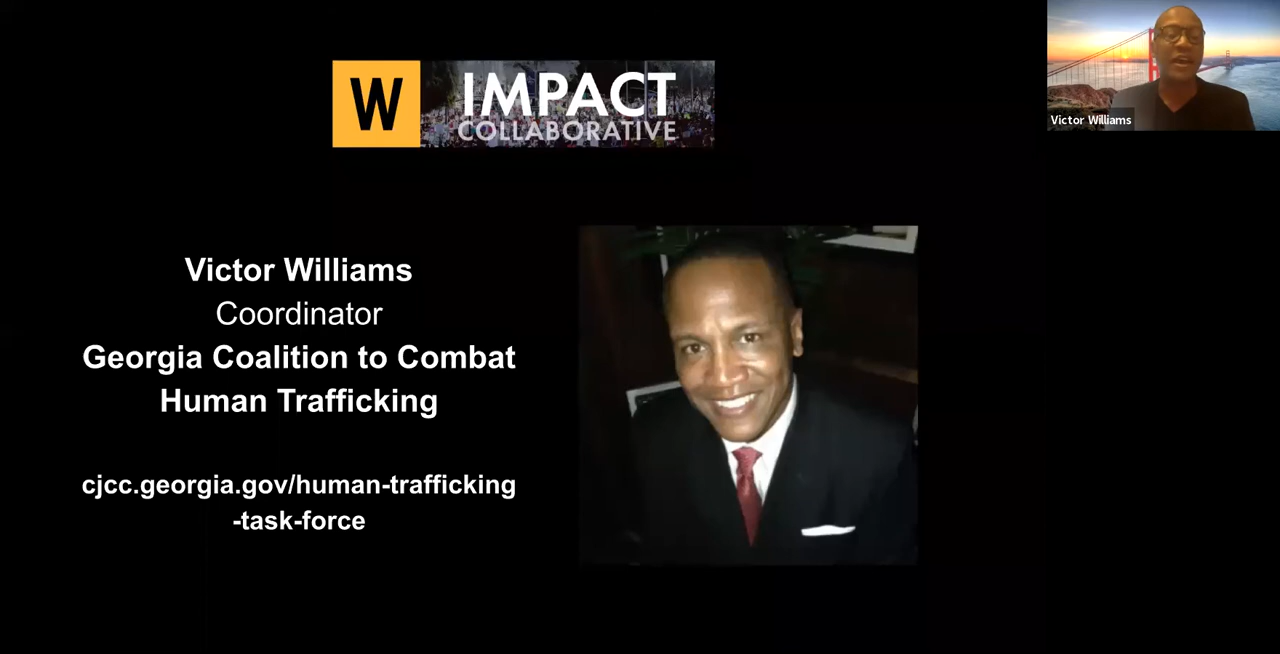 W IMPACT
COLLABORATIVE
Victor Williams
Victor Williams
Coordinator
Georgia Coalition to Combat
Human Trafficking
cjcc.georgia.gov/human-trafficking
-task-force